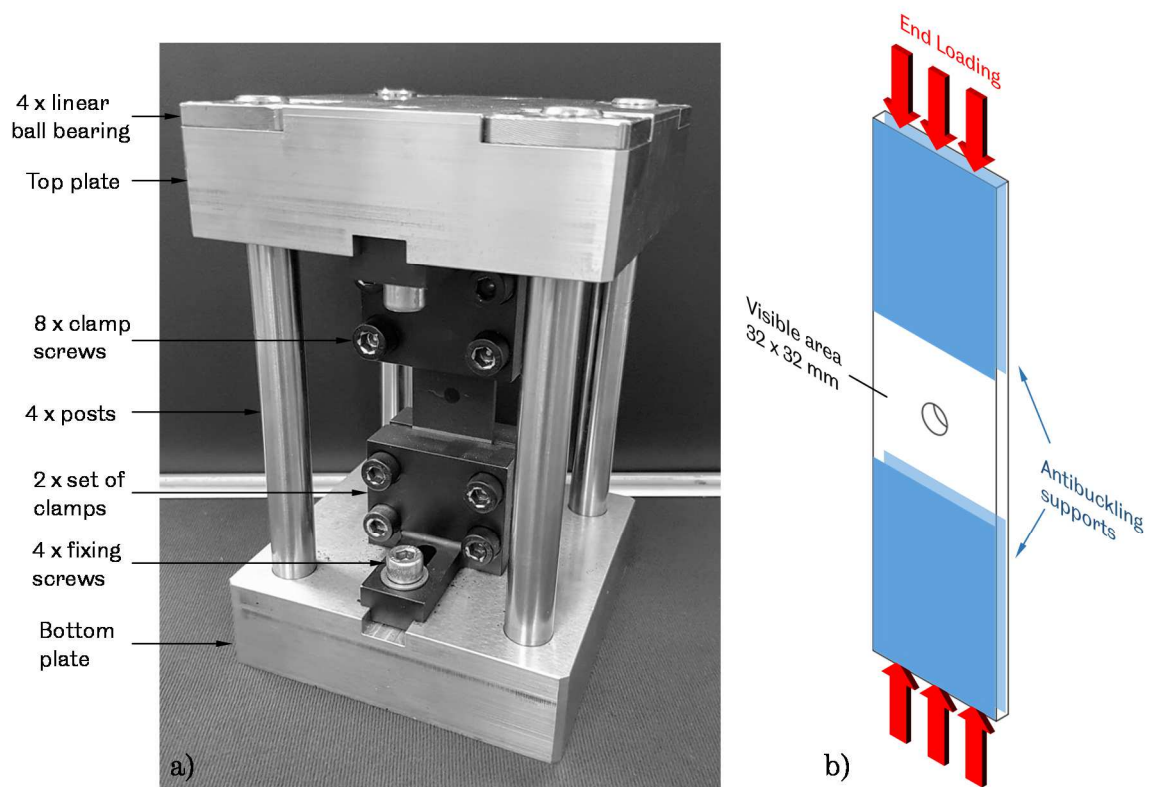 4 x linear
ball bearing
Top plate
8 x clamp
screws
4 x posts
2 x set of
clamps
4 x fixing
screws
Bottom
plate
a)
End Loading
Visible area
32 x 32 mm
Antibuckling
supports
b)